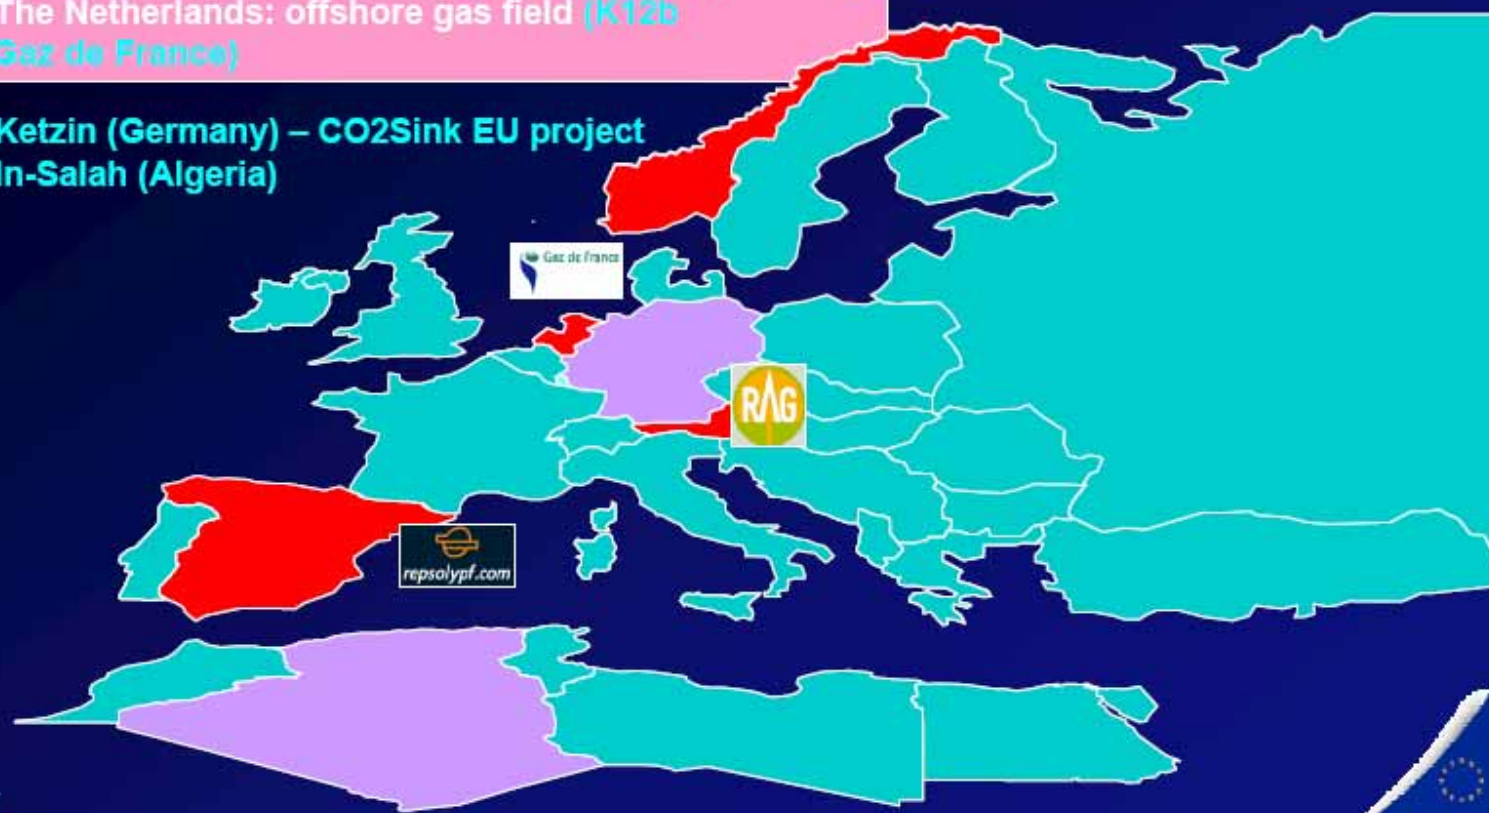 The Netherlands: offshore gas field (K12b
Gaz de France)
Ketzin (Germany) – CO2Sink EU project
In-Salah (Algeria)
Gaz de France
RAG
repsolypf.com